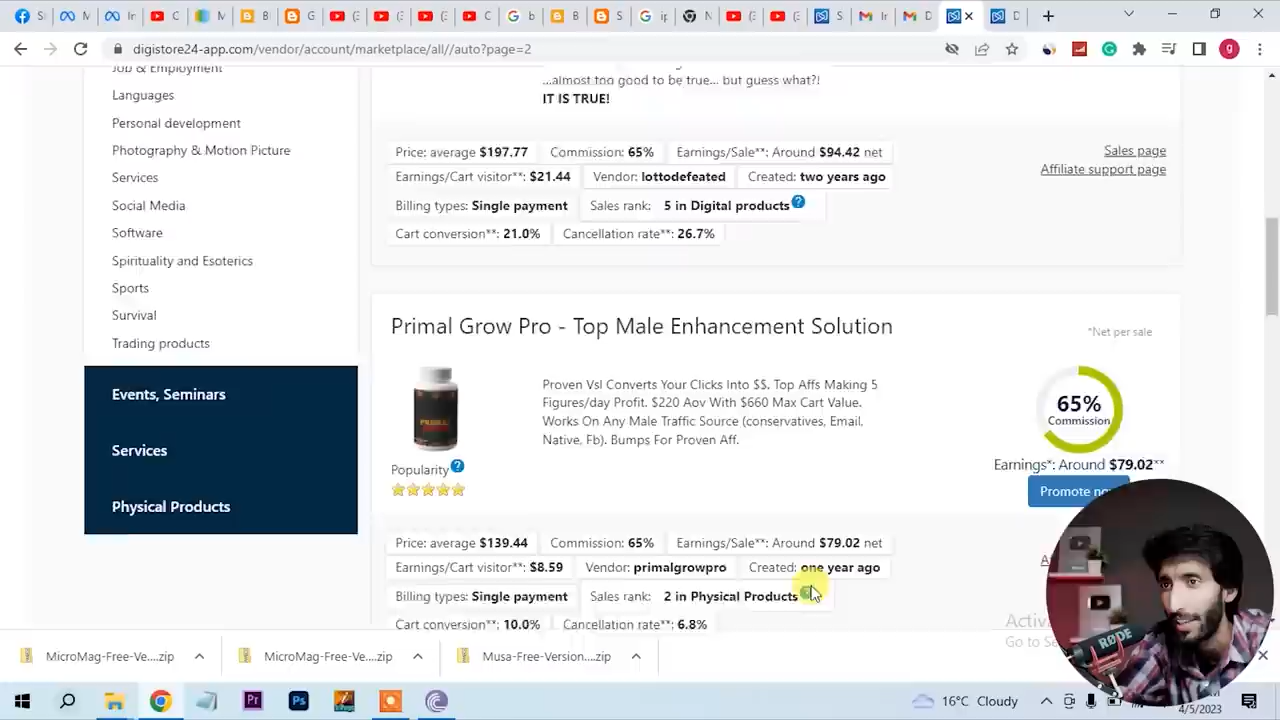 digistore24-app.com/vendor/account/marketplace/all//auto?page=2
Job & Employment
Languages
Personal development
Photography & Motion Picture
Services
Social Media
Software
Spirituality and Esoterics
Sports
Survival
Trading products
Events, Seminars
Services
Physical Products
...almost too good to be true... but guess what?!
IT IS TRUE!
Price: average $197.77 Commission: 65% Earnings/Sale**: Around $94.42 net
Earnings/Cart visitor**: $21.44 Vendor: lottodefeated Created: two years ago
Billing types: Single payment Sales rank: 5 in Digital products ?
Cart conversion**: 21.0% Cancellation rate**: 26.7%
Sales page
Affiliate support page
Primal Grow Pro - Top Male Enhancement Solution
*Net per sale
Proven Vsl Converts Your Clicks Into $$. Top Affs Making 5
Figures/day Profit. $220 Aov With $660 Max Cart Value.
Works On Any Male Traffic Source (conservatives, Email,
Native, Fb). Bumps For Proven Aff.
Popularity ?
65%
Commission
Earnings*: Around $79.02**
Promote
Price: average $139.44 Commission: 65% Earnings/Sale**: Around $79.02 net
Earnings/Cart visitor**: $8.59 Vendor: primalgrowpro Created: one year ago
Billing types: Single payment Sales rank: 2 in Physical Products
Cart conversion**: 10.0% Cancellation rate**: 6.8%
RØDE
MicroMag-Free-Ve....zip
MicroMag-Free-Ve....zip
Musa-Free-Version....zip
16°C Cloudy
4/5/2023